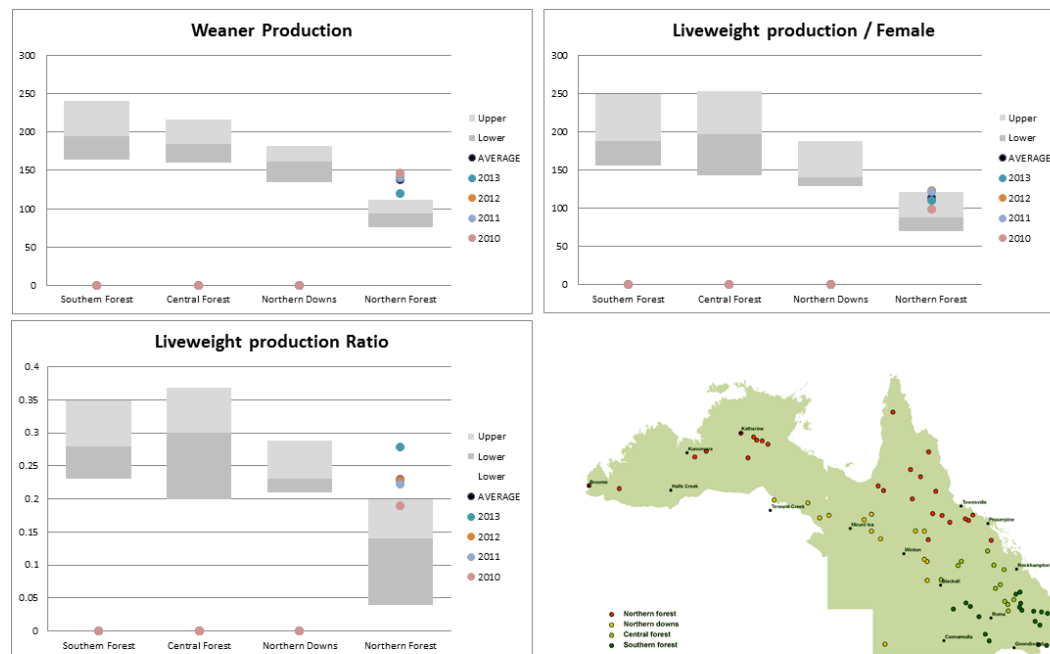 Weaner Production
300
250
200
150
100
50
0
Southern Forest Central Forest Northern Downs Northern Forest
Upper
Lower
AVERAGE
2013
2012
2011
2010
Liveweight production / Female
300
250
200
150
100
50
0
Southern Forest Central Forest Northern Downs Northern Forest
Upper
Lower
AVERAGE
2013
2012
2011
2010
Liveweight production Ratio
0.4
0.35
0.3
0.25
0.2
0.15
0.1
0.05
0
Southern Forest Central Forest Northern Downs Northern Forest
Upper
Lower
Lower
AVERAGE
2013
2012
2011
2010
Katherine
Kununurra
Broome
Halls Creek
Tennant Creek
Mount Isa
Townsville
Proserpine
Winton
Rockhampton
Blackall
Roma
Cunnamulla
Goondiwindi
Northern forest
Northern downs
Central forest
Southern forest